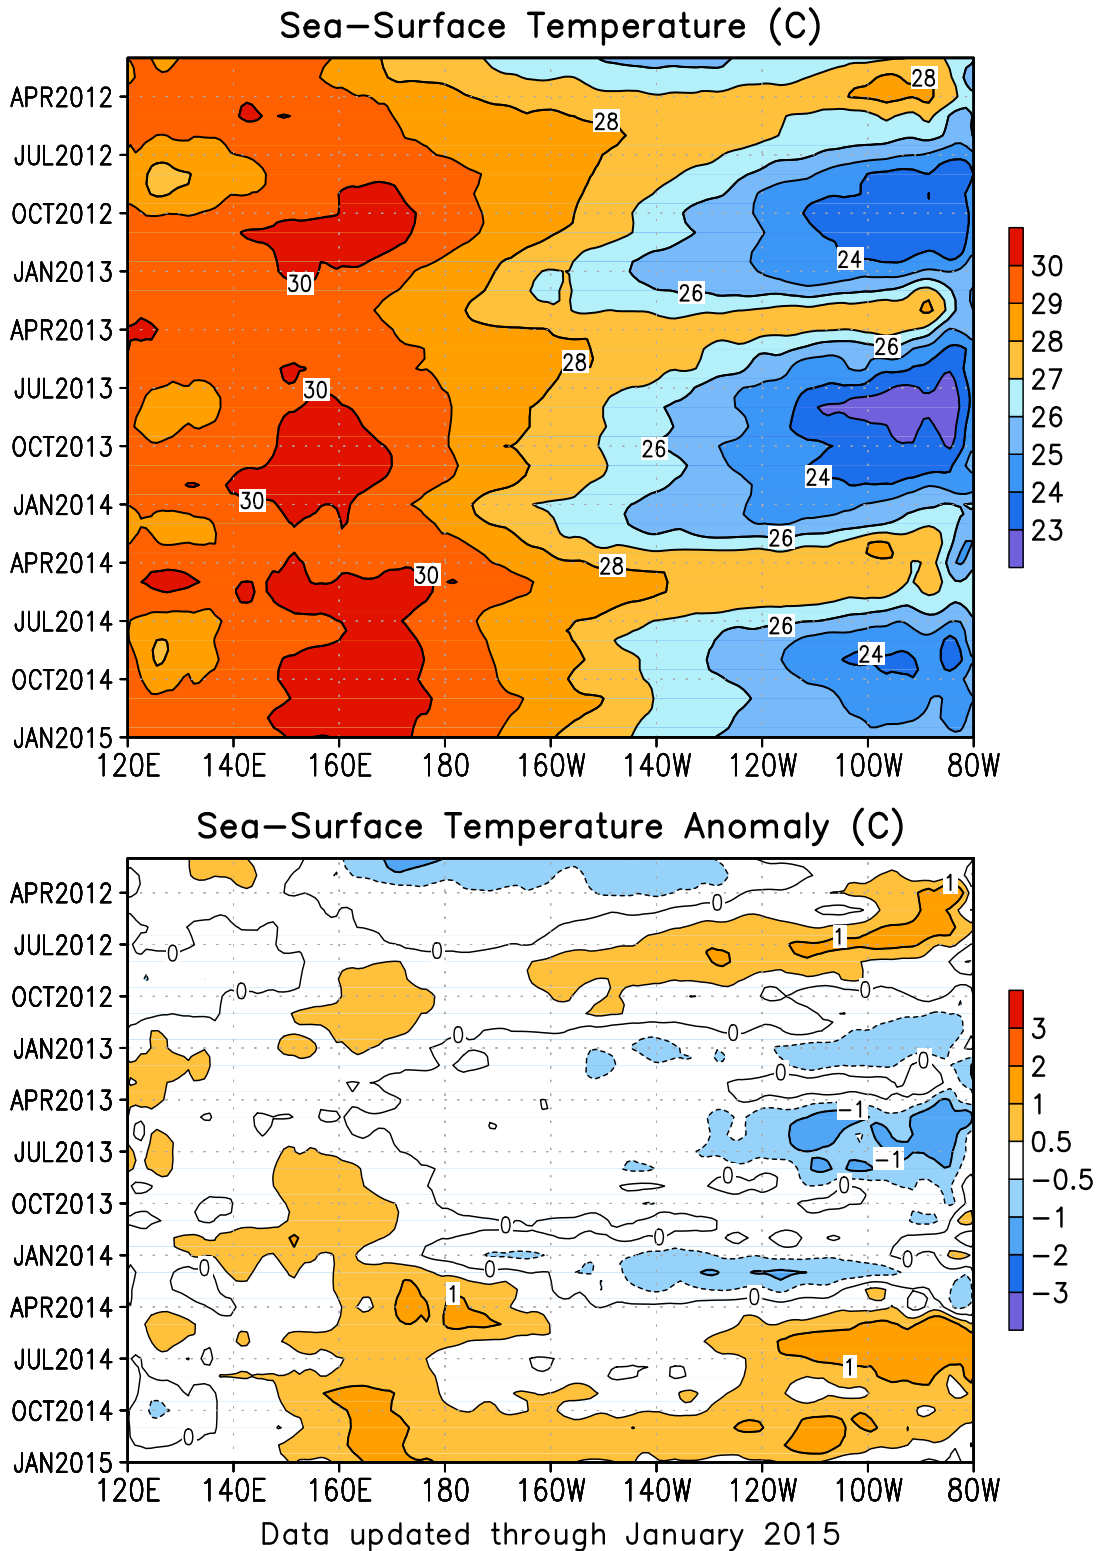 Sea-Surface Temperature (C)
APR2012
JUL2012
OCT2012
JAN2013
APR2013
JUL2013
OCT2013
JAN2014
APR2014
JUL2014
OCT2014
JAN2015
28
28
24
30
26
26
28
30
26
24
30
26
28
30
26
24
30
29
28
27
26
25
24
23
120E 140E 160E 180 160W 140W 120W 100W 80W
Sea-Surface Temperature Anomaly (C)
APR2012
JUL2012
OCT2012
JAN2013
APR2013
JUL2013
OCT2013
JAN2014
APR2014
JUL2014
OCT2014
JAN2015
1
0
1
0
0
0
0
0
0
0
0
-1
-1
0
0
0
0
0
0
0
0
1
0
1
0
3
2
1
0.5
-0.5
-1
-2
-3
120E 140E 160E 180 160W 140W 120W 100W 80W
Data updated through January 2015